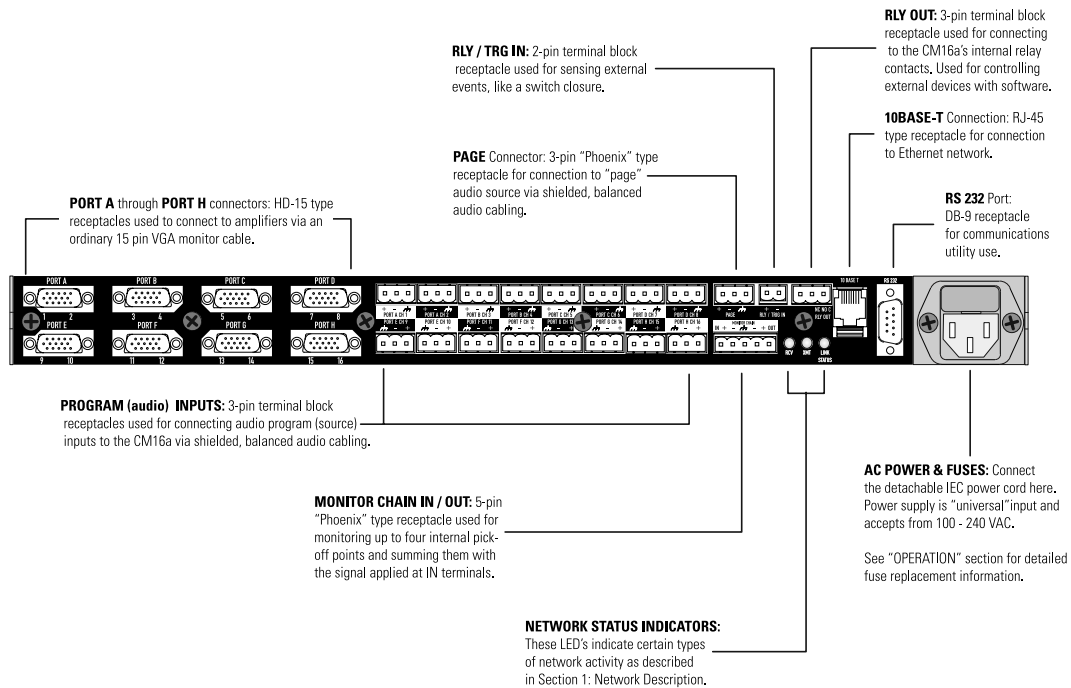 RLY OUT: 3-pin terminal block
receptacle used for connecting
to the CM16a's internal relay
contacts. Used for controlling
external devices with software.
RLY / TRG IN: 2-pin terminal block
receptacle used for sensing external
events, like a switch closure.
10BASE-T Connection: RJ-45
type receptacle for connection
to Ethernet network.
PAGE Connector: 3-pin "Phoenix" type
receptacle for connection to "page"
audio source via shielded, balanced
audio cabling.
PORT A through PORT H connectors: HD-15 type
receptacles used to connect to amplifiers via an
ordinary 15 pin VGA monitor cable.
RS 232 Port:
DB-9 receptacle
for communications
utility use.
PORT A PORT B PORT C PORT D
10 BASE T RS 232
1 2 3 4 5 6 7 8
PORT E PORT F PORT G PORT H
9 10 11 12 13 14 15 16
PORT A CH 1
+ - PAGE
RLY / TRG IN
NC NO C
RLY OUT
MONITOR CHAIN
IN + - - + OUT
RCV XMT LINK
STATUS
PROGRAM (audio) INPUTS: 3-pin terminal block
receptacles used for connecting audio program (source)
inputs to the CM16a via shielded, balanced audio cabling.
MONITOR CHAIN IN / OUT: 5-pin
"Phoenix" type receptacle used for
monitoring up to four internal pick-
off points and summing them with
the signal applied at IN terminals.
AC POWER & FUSES: Connect
the detachable IEC power cord here.
Power supply is "universal"input and
accepts from 100 - 240 VAC.
See "OPERATION" section for detailed
fuse replacement information.
NETWORK STATUS INDICATORS:
These LED's indicate certain types
of network activity as described
in Section 1: Network Description.